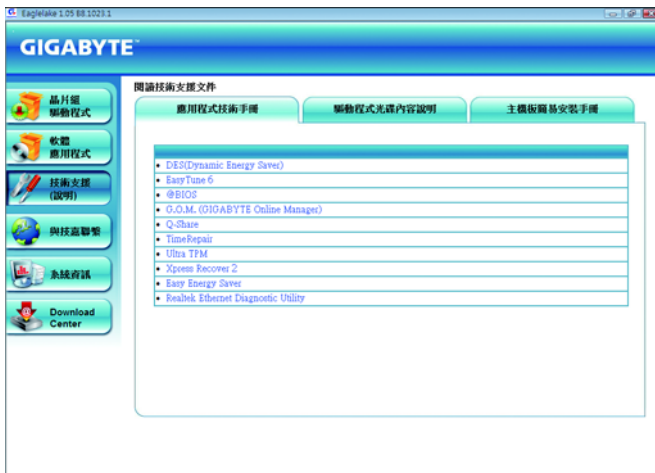 Eaglelake 1.05 B8.1023.1
GIGABYTE™
晶片組
驅動程式
軟體
應用程式
技術支援
(說明)
與技嘉聯繫
系統資訊
Download
Center
閱讀技術支援文件
應用程式技術手冊
驅動程式光碟內容說明
主機板簡易安裝手冊
• DES(Dynamic Energy Saver)
• EasyTune 6
• @BIOS
• G.O.M. (GIGABYTE Online Manager)
• Q-Share
• TimeRepair
• Ultra TPM
• Xpress Recover 2
• Easy Energy Saver
• Realtek Ethernet Diagnostic Utility